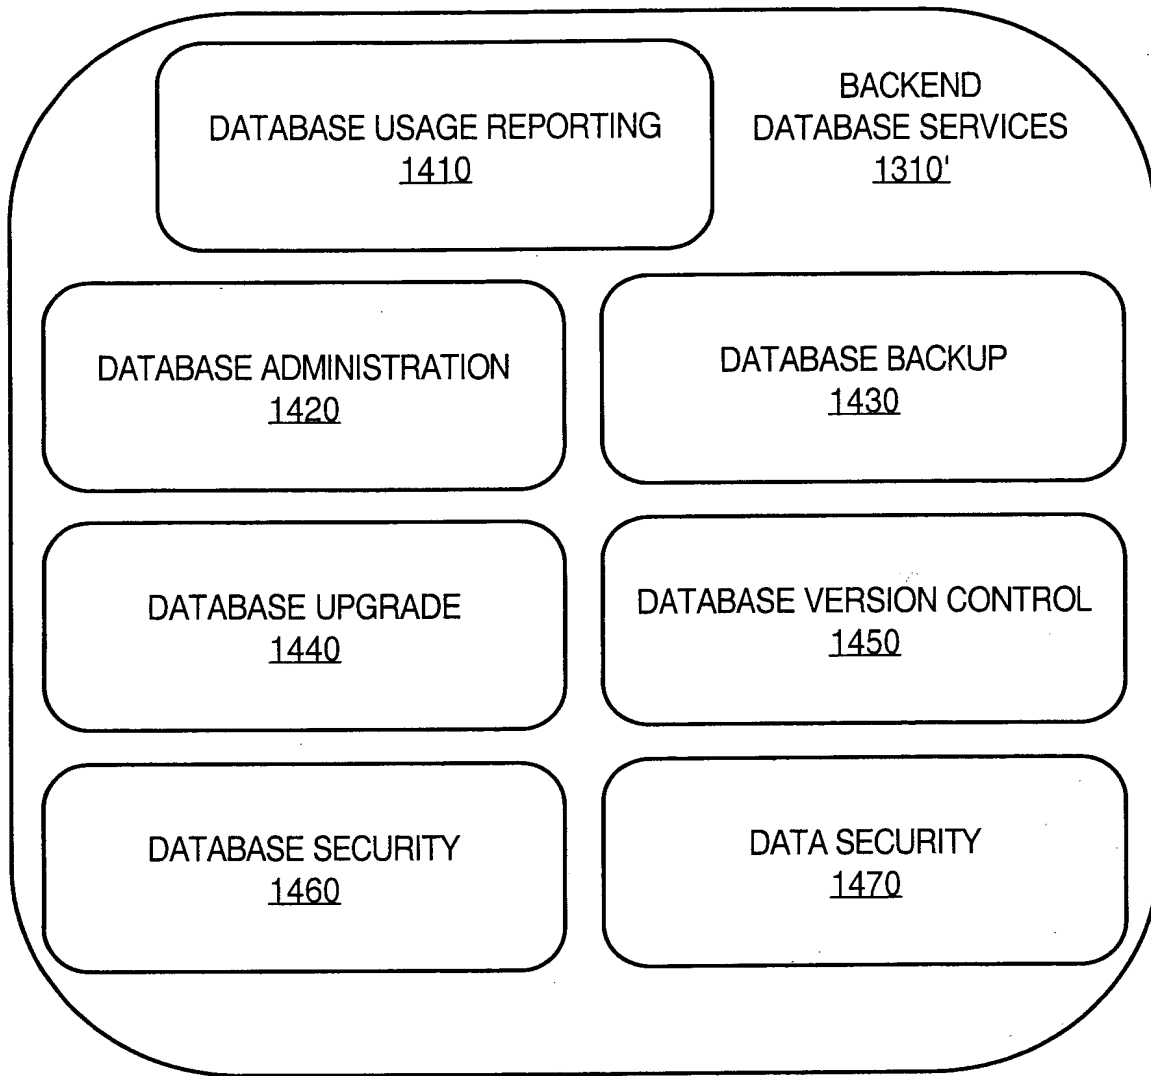 DATABASE USAGE REPORTING
1410
BACKEND
DATABASE SERVICES
1310'
DATABASE ADMINISTRATION
1420
DATABASE BACKUP
1430
DATABASE UPGRADE
1440
DATABASE VERSION CONTROL
1450
DATABASE SECURITY
1460
DATA SECURITY
1470